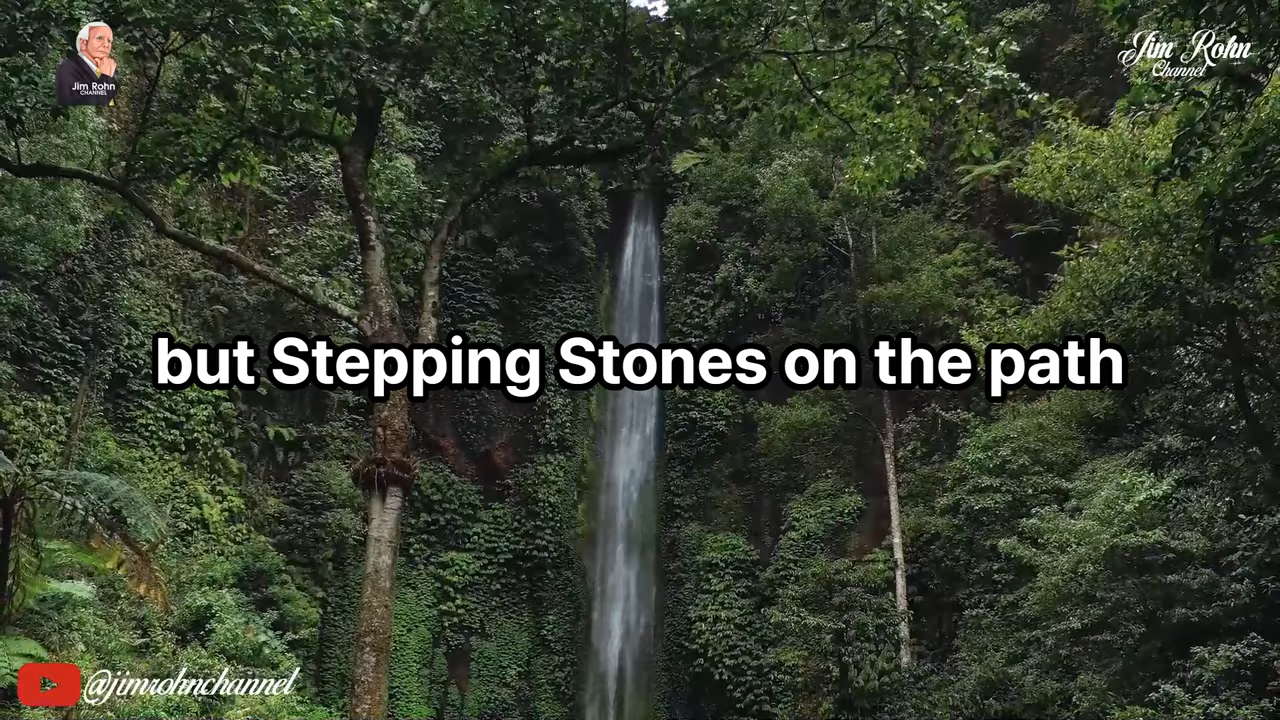 Jim Rohn
CHANNEL
Jim Rohn
Channel
but Stepping Stones on the path
@jimrohnchannel